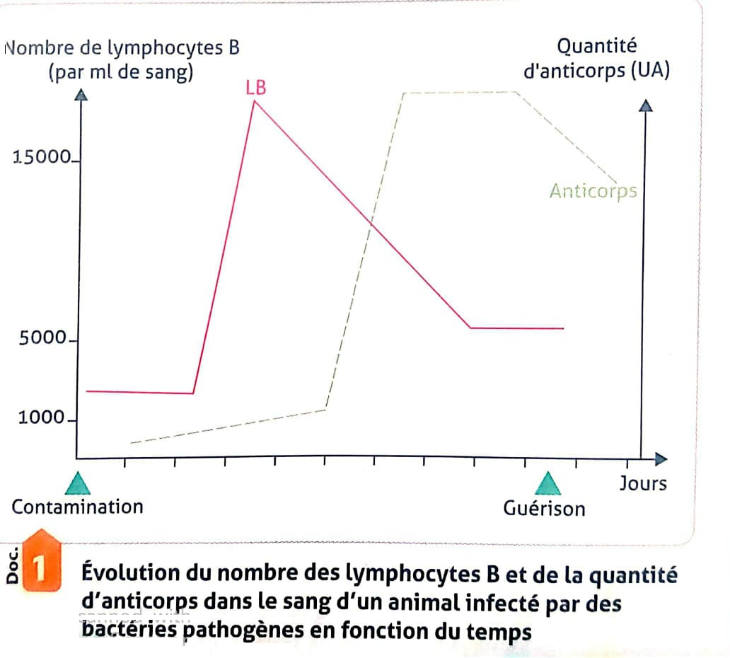 Nombre de lymphocytes B
(par ml de sang)
Quantité
d'anticorps (UA)
LB
15000
Anticorps
5000
1000
Jours
Contamination
Guérison
Doc.
1
Évolution du nombre des lymphocytes B et de la quantité
d'anticorps dans le sang d'un animal infecté par des
bactéries pathogènes en fonction du temps